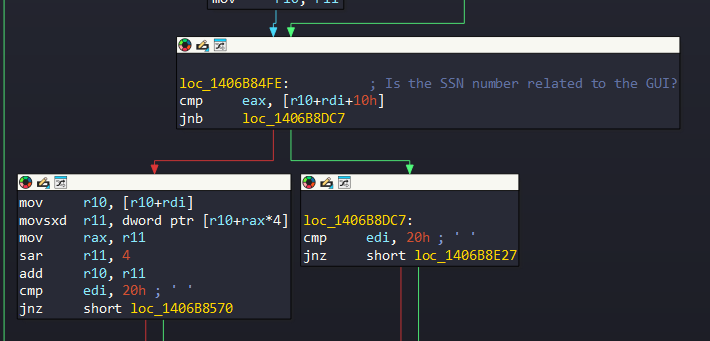 mov     r10, r11
loc_1406B84FE:          ; Is the SSN number related to the GUI?
cmp     eax, [r10+rdi+10h]
jnb     loc_1406B8DC7
mov     r10, [r10+rdi]
movsxd  r11, dword ptr [r10+rax*4]
mov     rax, r11
sar     r11, 4
add     r10, r11
cmp     edi, 20h ; ' '
jnz     short loc_1406B8570
loc_1406B8DC7:
cmp     edi, 20h ; ' '
jnz     short loc_1406B8E27